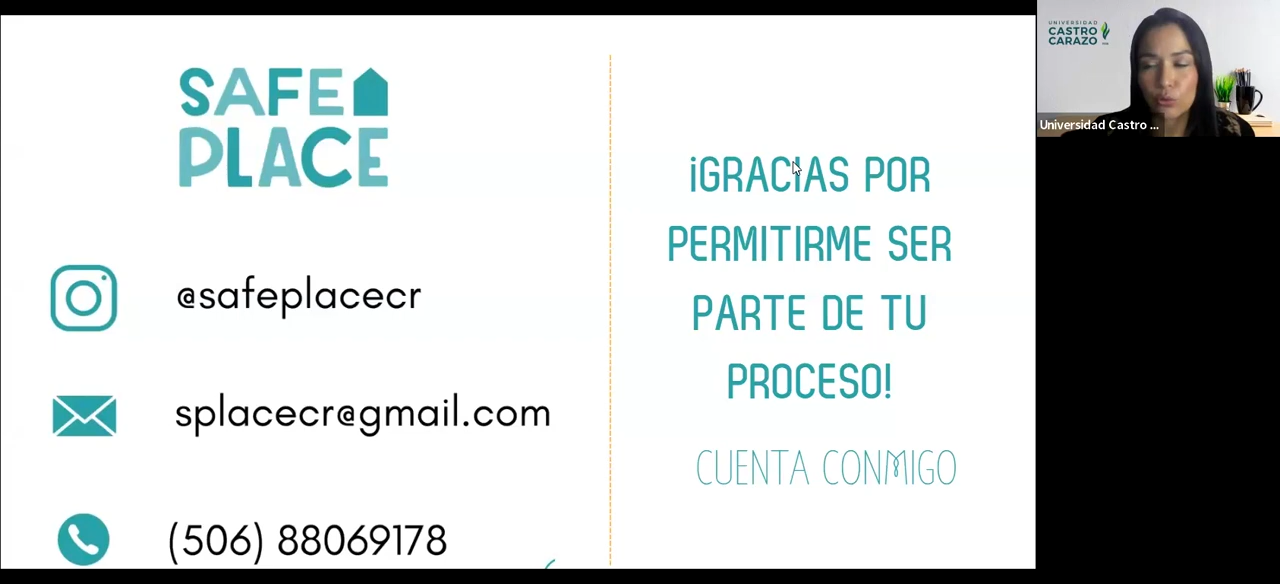 SAFE
PLACE
@safeplacecr
splacecr@gmail.com
(506) 88069178
¡GRACIAS POR
PERMITIRME SER
PARTE DE TU
PROCESO!
CUENTA CONMIGO
UNIVERSIDAD
CASTRO
CARAZO
Universidad Castro ...